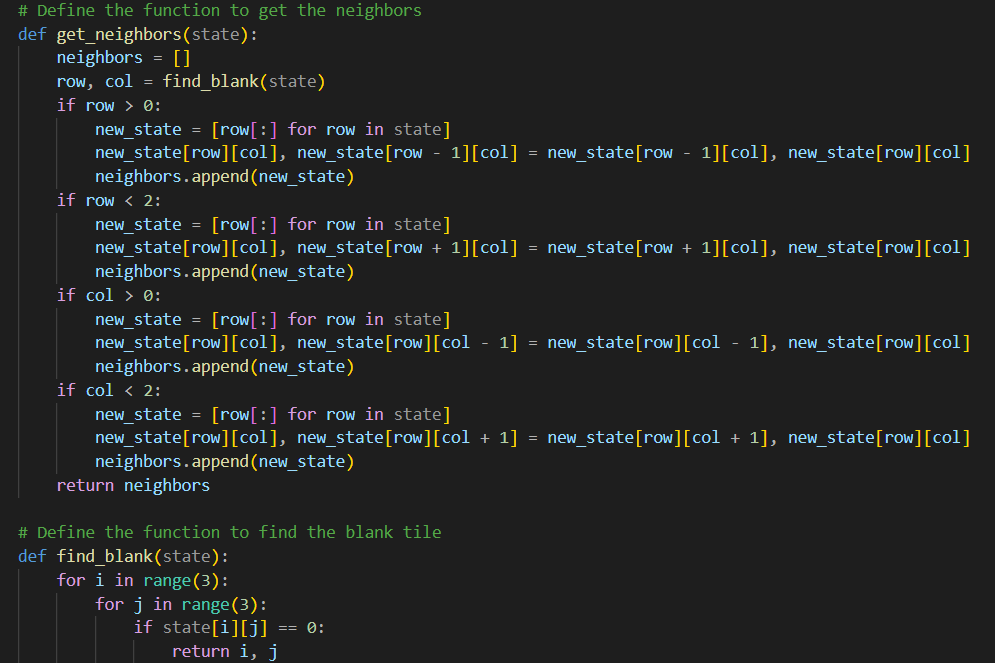 # Define the function to get the neighbors
def get_neighbors(state):
    neighbors = []
    row, col = find_blank(state)
    if row > 0:
        new_state = [row[:] for row in state]
        new_state[row][col], new_state[row - 1][col] = new_state[row - 1][col], new_state[row][col]
        neighbors.append(new_state)
    if row < 2:
        new_state = [row[:] for row in state]
        new_state[row][col], new_state[row + 1][col] = new_state[row + 1][col], new_state[row][col]
        neighbors.append(new_state)
    if col > 0:
        new_state = [row[:] for row in state]
        new_state[row][col], new_state[row][col - 1] = new_state[row][col - 1], new_state[row][col]
        neighbors.append(new_state)
    if col < 2:
        new_state = [row[:] for row in state]
        new_state[row][col], new_state[row][col + 1] = new_state[row][col + 1], new_state[row][col]
        neighbors.append(new_state)
    return neighbors

# Define the function to find the blank tile
def find_blank(state):
    for i in range(3):
        for j in range(3):
            if state[i][j] == 0:
                return i, j